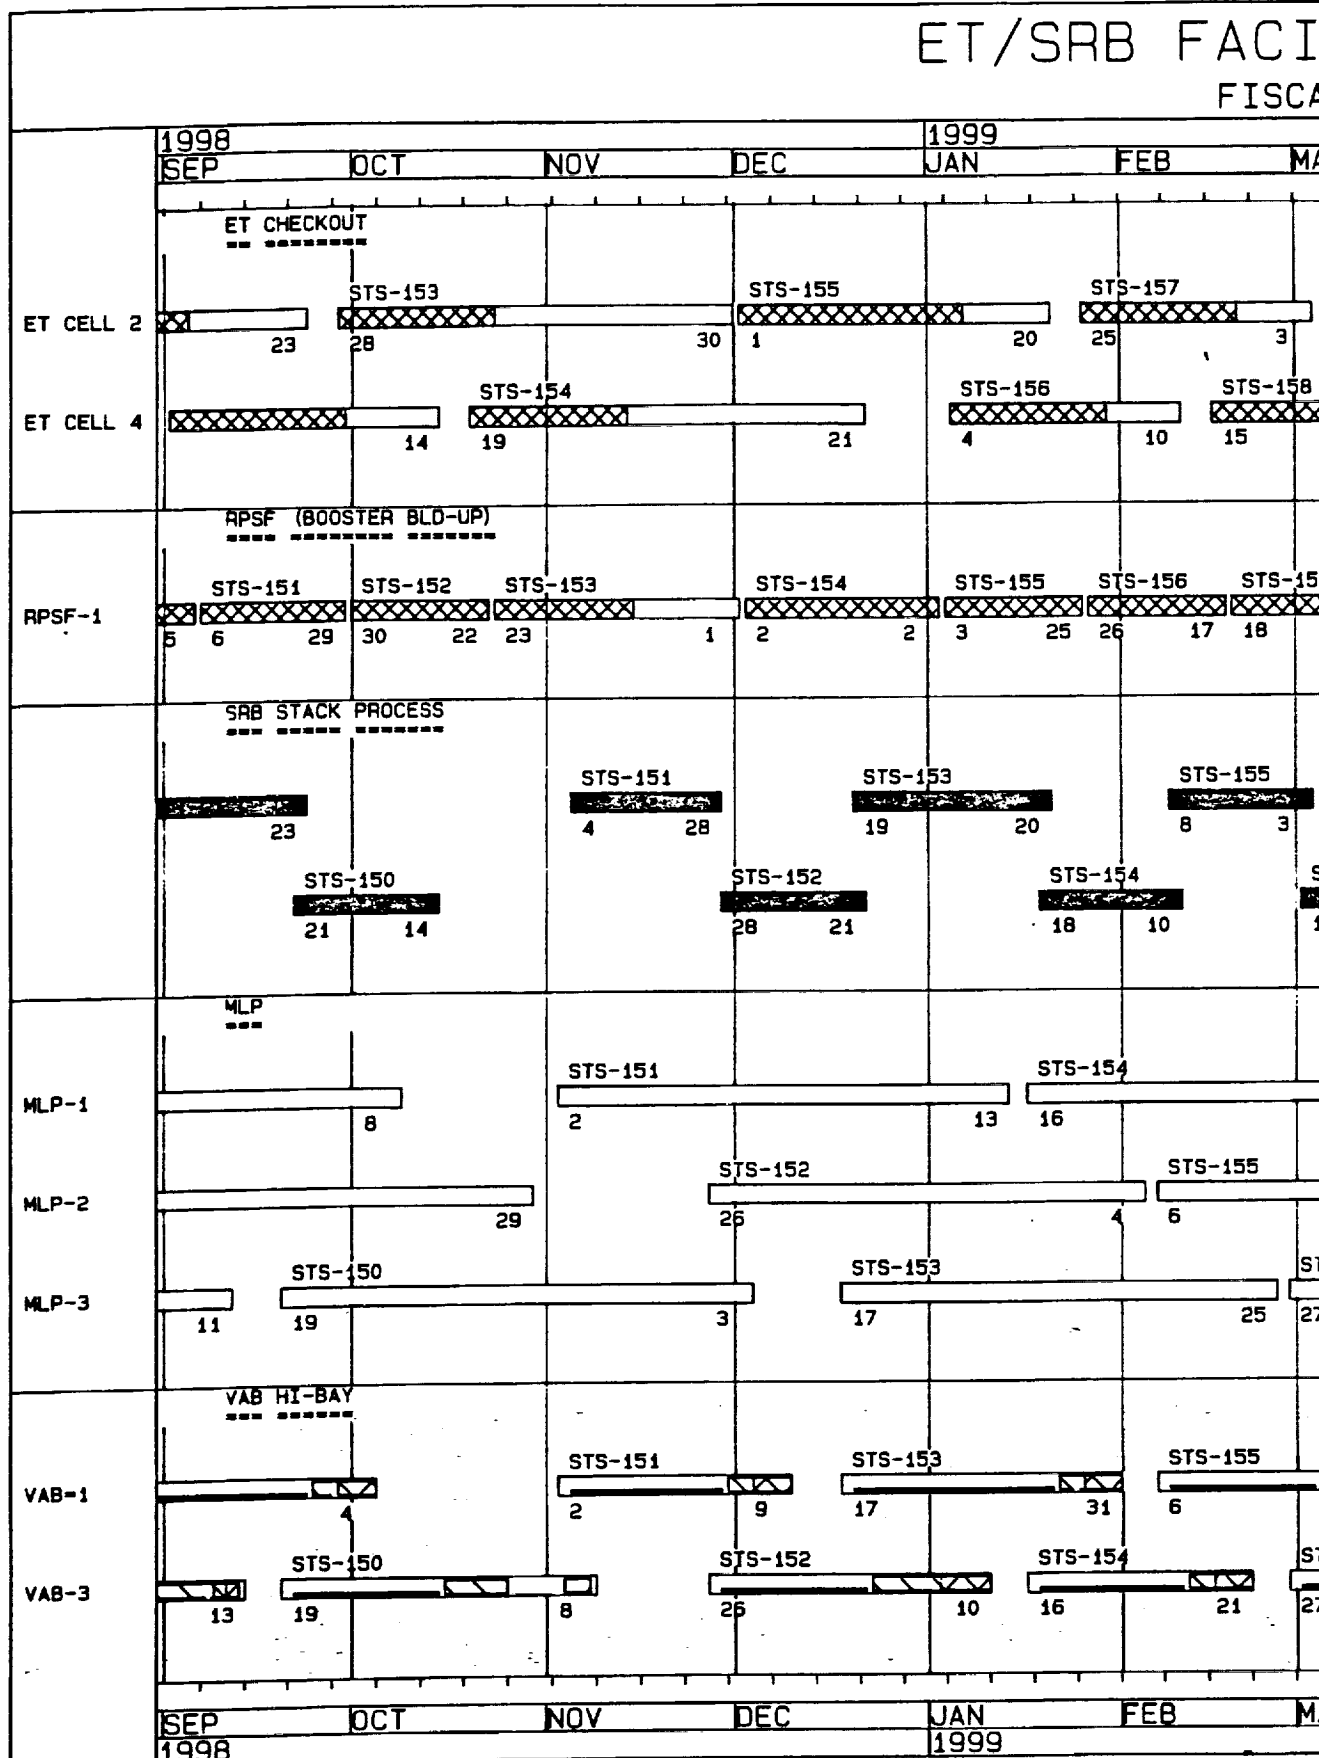 ET/SRB FACI
FISCA
1998 1999
SEP OCT NOV DEC JAN FEB MA
ET CHECKOUT
STS-153 STS-155 STS-157
ET CELL 2
23 28 30 1 20 25 3
STS-154 STS-156 STS-158
ET CELL 4
14 19 21 4 10 15
RPSF (BOOSTER BLD-UP)
STS-151 STS-152 STS-153 STS-154 STS-155 STS-156 STS-15
RPSF-1
5 6 29 30 22 23 1 2 2 3 25 26 17 18
SRB STACK PROCESS
STS-151 STS-153 STS-155
23 4 28 19 20 8 3
STS-150 STS-152 STS-154 S
21 14 28 21 18 10 1
MLP
STS-151 STS-154
MLP-1
8 2 13 16
STS-152 STS-155
MLP-2
29 26 4 6
STS-150 STS-153 ST
MLP-3
11 19 3 17 25 27
VAB HI-BAY
STS-151 STS-153 STS-155
VAB-1
4 2 9 17 31 6
STS-150 STS-152 STS-154 ST
VAB-3
13 19 8 26 10 16 21 27
SEP OCT NOV DEC JAN FEB M
1998 1999